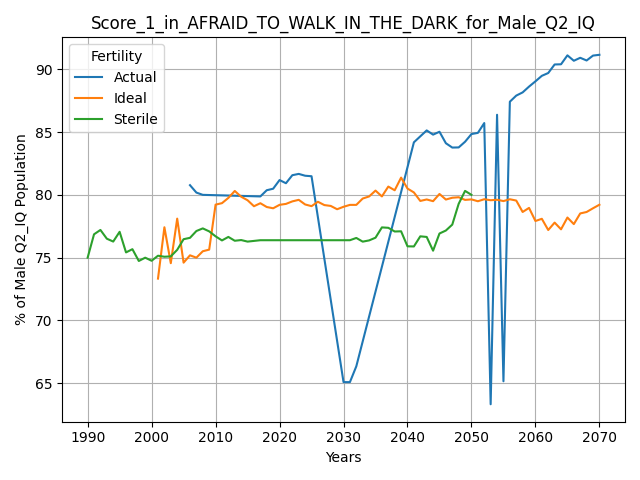 Score_1_in_AFRAID_TO_WALK_IN_THE_DARK_for_Male_Q2_IQ
Fertility
Actual
Ideal
Sterile
% of Male Q2_IQ Population
90
85
80
75
70
65
1990 2000 2010 2020 2030 2040 2050 2060 2070
Years